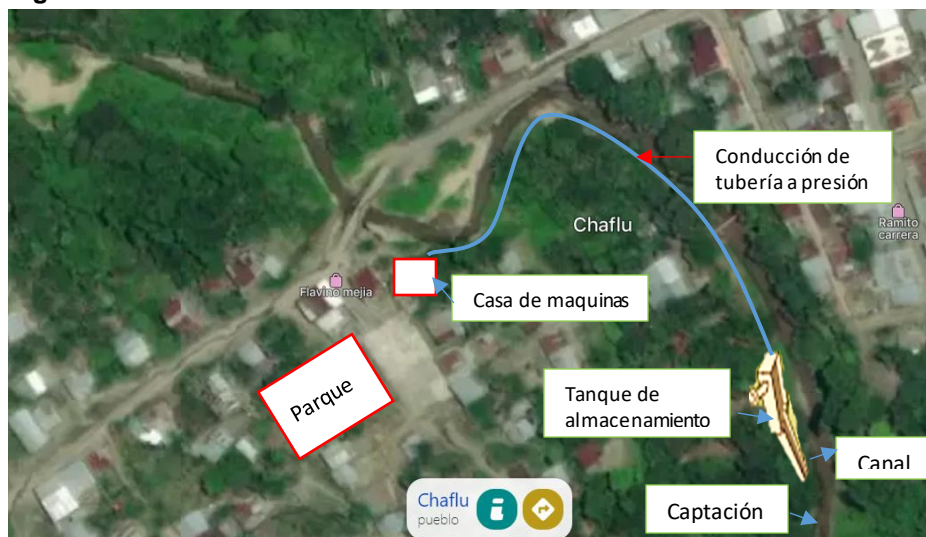 Conducción de
tubería a presión
Chaflu
Ramito
carrera
Casa de maquinas
Flavino mejia
Parque
Tanque de
almacenamiento
Canal
Captación
Chaflu
pueblo